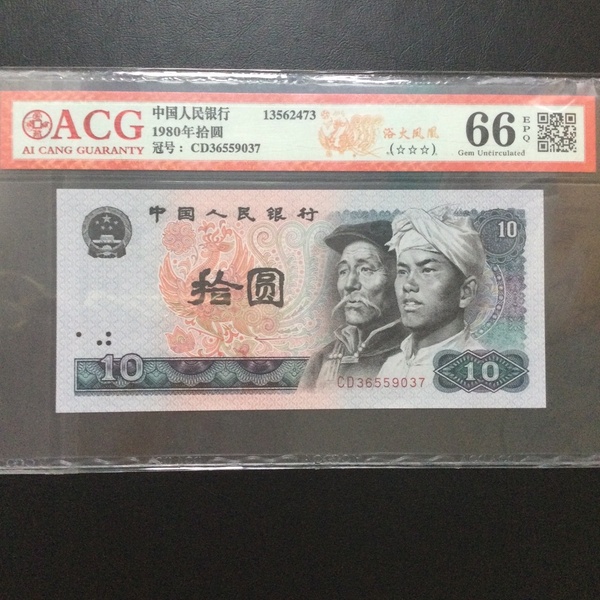 ACG
AI CANG GUARANTY
中国人民银行 13562473
1980年拾圆
冠号： CD36559037
浴火凤凰
(☆☆☆)
66
EPQ
Gem Uncirculated
中国人民银行
10
拾圆
10
CD36559037
10